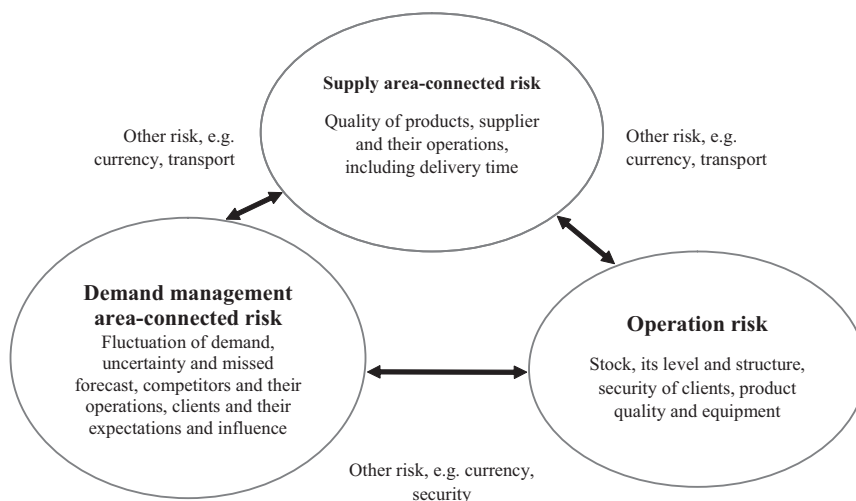 Supply area-connected risk
Quality of products, supplier
and their operations,
including delivery time
Other risk, e.g.
currency, transport
Other risk, e.g.
currency, transport
Demand management
area-connected risk
Fluctuation of demand,
uncertainty and missed
forecast, competitors and their
operations, clients and their
expectations and influence
Operation risk
Stock, its level and structure,
security of clients, product
quality and equipment
Other risk, e.g. currency,
security